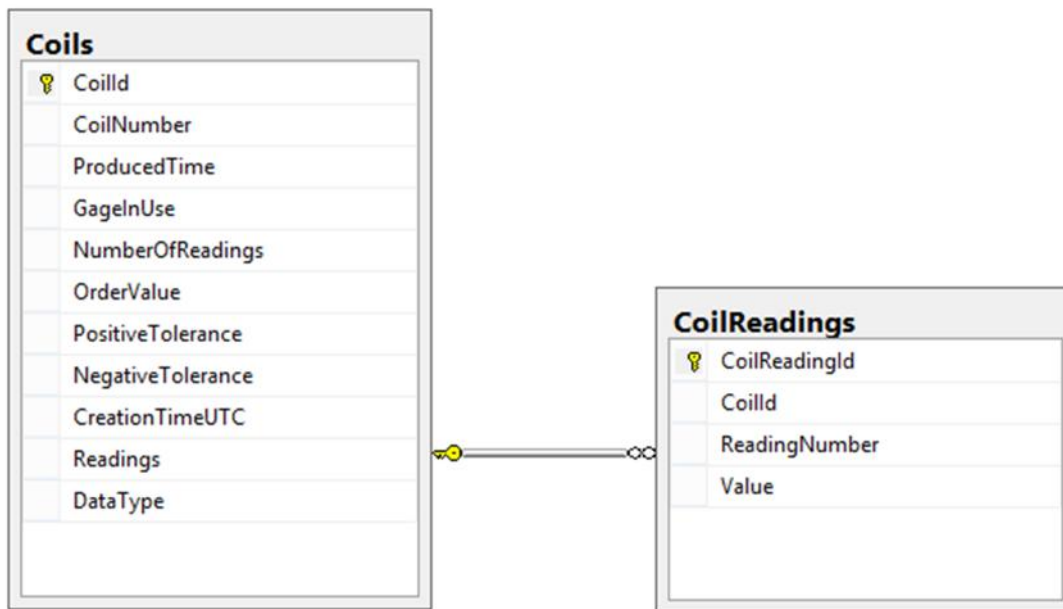 Coils
CoilId
CoilNumber
ProducedTime
GageInUse
NumberOfReadings
OrderValue
PositiveTolerance
NegativeTolerance
CreationTimeUTC
Readings
DataType
CoilReadings
CoilReadingId
CoilId
ReadingNumber
Value